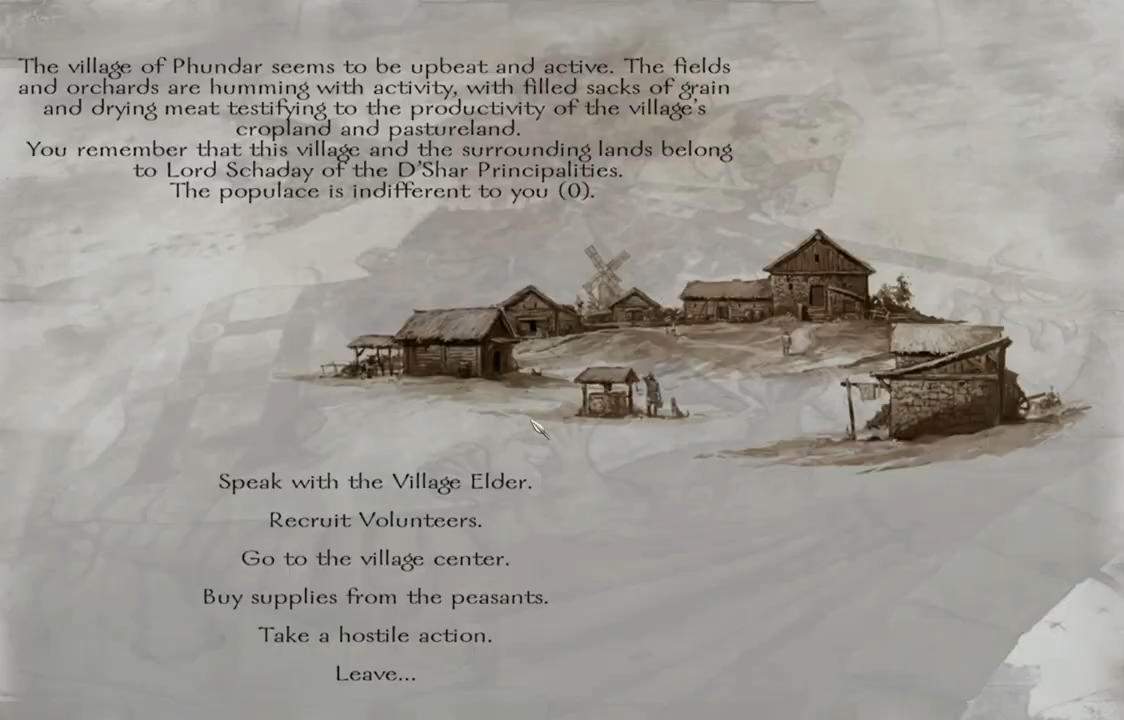 The village of Phundar seems to be upbeat and active. The fields
and orchards are humming with activity, with filled sacks of grain
and drying meat testifying to the productivity of the village's
cropland and pastureland.
You remember that this village and the surrounding lands belong
to Lord Schaday of the D'Shar Principalities.
The populace is indifferent to you (0).
Speak with the Village Elder.
Recruit Volunteers.
Go to the village center.
Buy supplies from the peasants.
Take a hostile action.
Leave...